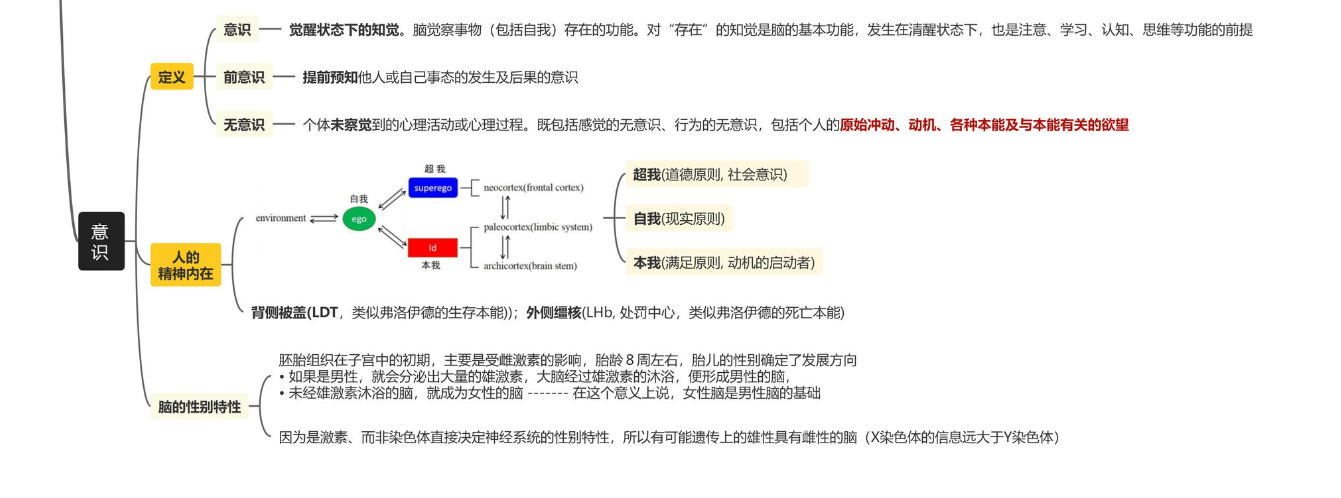 意识
定义
意识
觉醒状态下的知觉。脑觉察事物（包括自我）存在的功能。对“存在”的知觉是脑的基本功能，发生在清醒状态下，也是注意、学习、认知、思维等功能的前提
前意识
提前预知他人或自己事态的发生及后果的意识
无意识
个体未察觉到的心理活动或心理过程。既包括感觉的无意识、行为的无意识，包括个人的原始冲动、动机、各种本能及与本能有关的欲望
人的
精神内在
environment
自我
ego
超 我
superego
Id
本我
neocortex(frontal cortex)
paleocortex(limbic system)
archicortex(brain stem)
超我(道德原则, 社会意识)
自我(现实原则)
本我(满足原则, 动机的启动者)
背侧被盖(LDT，类似弗洛伊德的生存本能))；外侧缰核(LHb, 处罚中心，类似弗洛伊德的死亡本能)
脑的性别特性
胚胎组织在子宫中的初期，主要是受雌激素的影响，胎龄 8 周左右，胎儿的性别确定了发展方向
• 如果是男性，就会分泌出大量的雄激素，大脑经过雄激素的沐浴，便形成男性的脑，
• 未经雄激素沐浴的脑，就成为女性的脑 ------- 在这个意义上说，女性脑是男性脑的基础
因为是激素、而非染色体直接决定神经系统的性别特性，所以有可能遗传上的雄性具有雌性的脑（X染色体的信息远大于Y染色体）